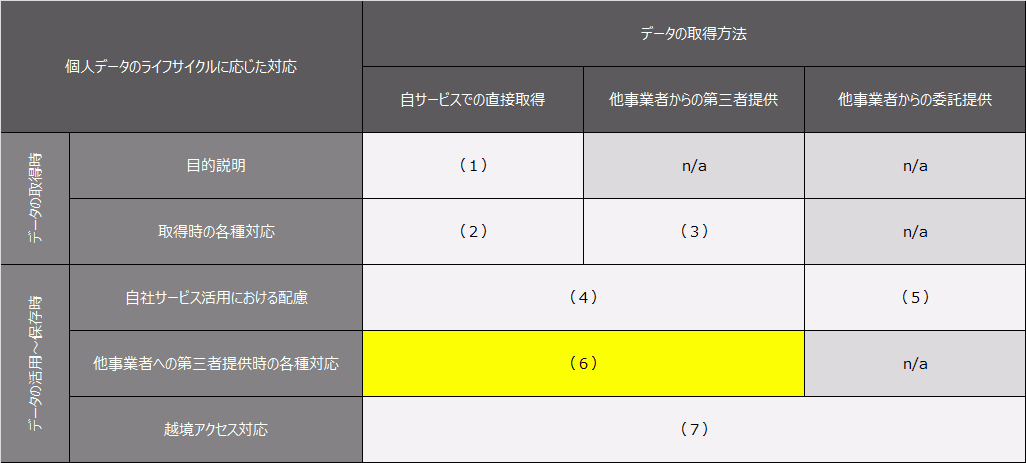 個人データのライフサイクルに応じた対応
データの取得方法
自サービスでの直接取得
他事業者からの第三者提供
他事業者からの委託提供
データの取得時
目的説明
（１）
n/a
n/a
取得時の各種対応
（２）
（３）
n/a
データの活用～保存時
自社サービス活用における配慮
（４）
（５）
他事業者への第三者提供時の各種対応
（６）
n/a
越境アクセス対応
（７）